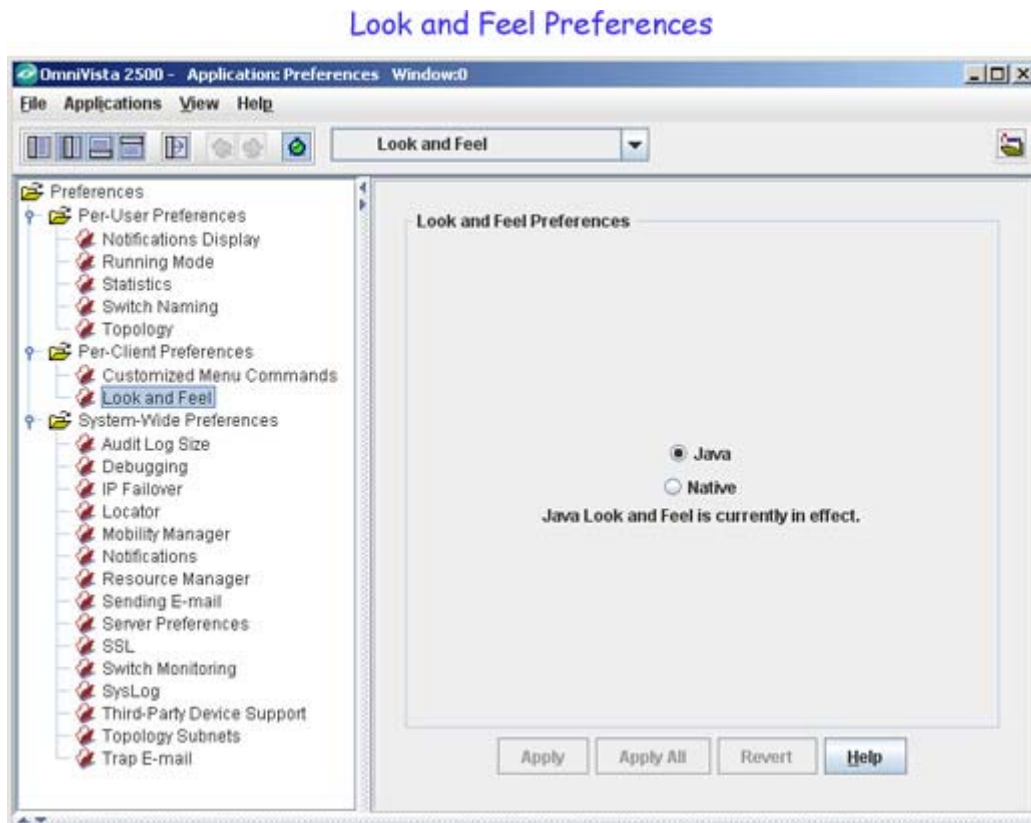 Look and Feel Preferences
OmniVista 2500 - Application: Preferences Window:0
File Applications View Help
Look and Feel
Preferences
Per-User Preferences
Notifications Display
Running Mode
Statistics
Switch Naming
Topology
Per-Client Preferences
Customized Menu Commands
Look and Feel
System-Wide Preferences
Audit Log Size
Debugging
IP Failover
Locator
Mobility Manager
Notifications
Resource Manager
Sending E-mail
Server Preferences
SSL
Switch Monitoring
SysLog
Third-Party Device Support
Topology Subnets
Trap E-mail
Look and Feel Preferences
Java
Native
Java Look and Feel is currently in effect.
Apply Apply All Revert Help